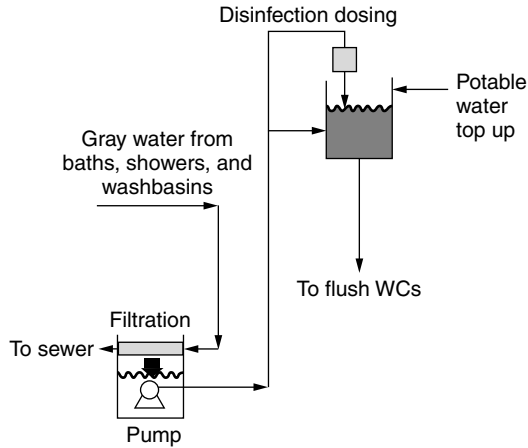 Disinfection dosing
Potable
water
top up
Gray water from
baths, showers, and
washbasins
To flush WCs
Filtration
To sewer
Pump